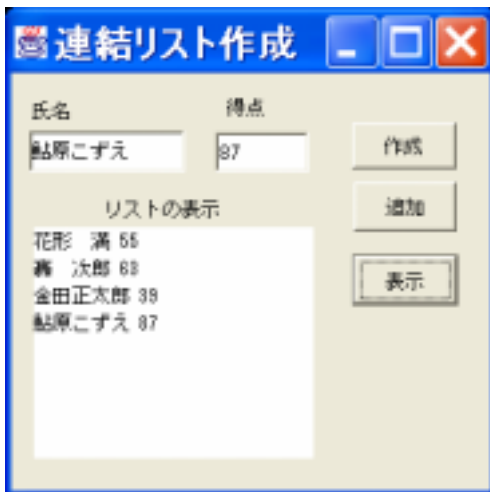 連結リスト作成
氏名
得点
鮎原こずえ
87
作成
追加
リストの表示
表示
花形 満 55
轟 次郎 63
金田正太郎 39
鮎原こずえ 87